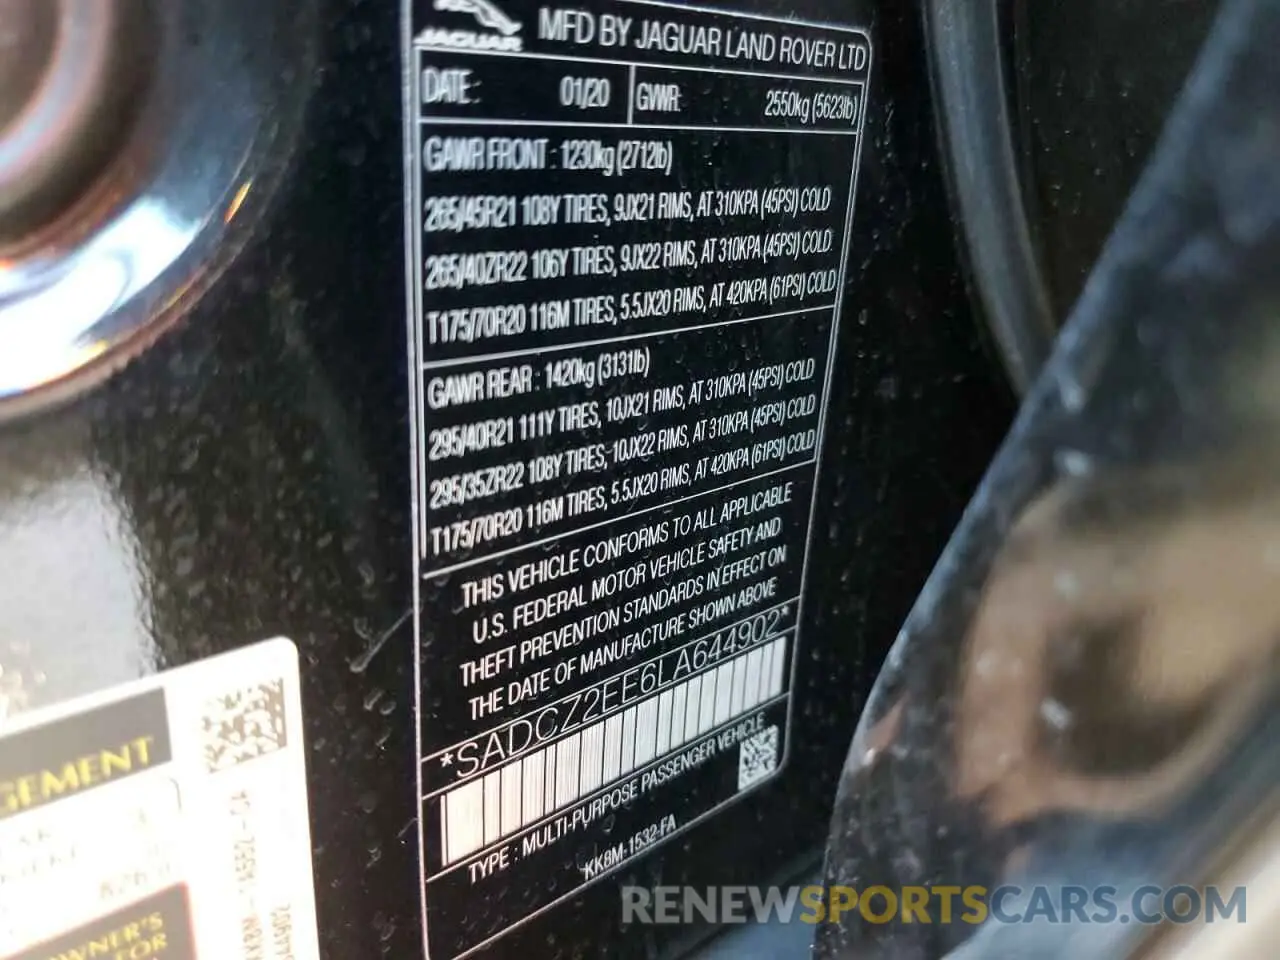 JAGUAR MFD BY JAGUAR LAND ROVER LTD
DATE: 01/20 GVWR: 2550kg (5623lb)
GAWR FRONT : 1230kg (2712lb)
265/45R21 108Y TIRES, 9JX21 RIMS, AT 310KPA (45PSI) COLD
265/40ZR22 106Y TIRES, 9JX22 RIMS, AT 310KPA (45PSI) COLD
T175/70R20 116M TIRES, 5.5JX20 RIMS, AT 420KPA (61PSI) COLD
GAWR REAR : 1420kg (3131lb)
295/40R21 111Y TIRES, 10JX21 RIMS, AT 310KPA (45PSI) COLD
295/35ZR22 108Y TIRES, 10JX22 RIMS, AT 310KPA (45PSI) COLD
T175/70R20 116M TIRES, 5.5JX20 RIMS, AT 420KPA (61PSI) COLD
THIS VEHICLE CONFORMS TO ALL APPLICABLE
U.S. FEDERAL MOTOR VEHICLE SAFETY AND
THEFT PREVENTION STANDARDS IN EFFECT ON
THE DATE OF MANUFACTURE SHOWN ABOVE
*SADCZ2EE6LA644902*
TYPE : MULTI-PURPOSE PASSENGER VEHICLE
KK8M-1532-FA
GEMENT
OWNER'S
FOR
RENEWSPORTSCARS.COM